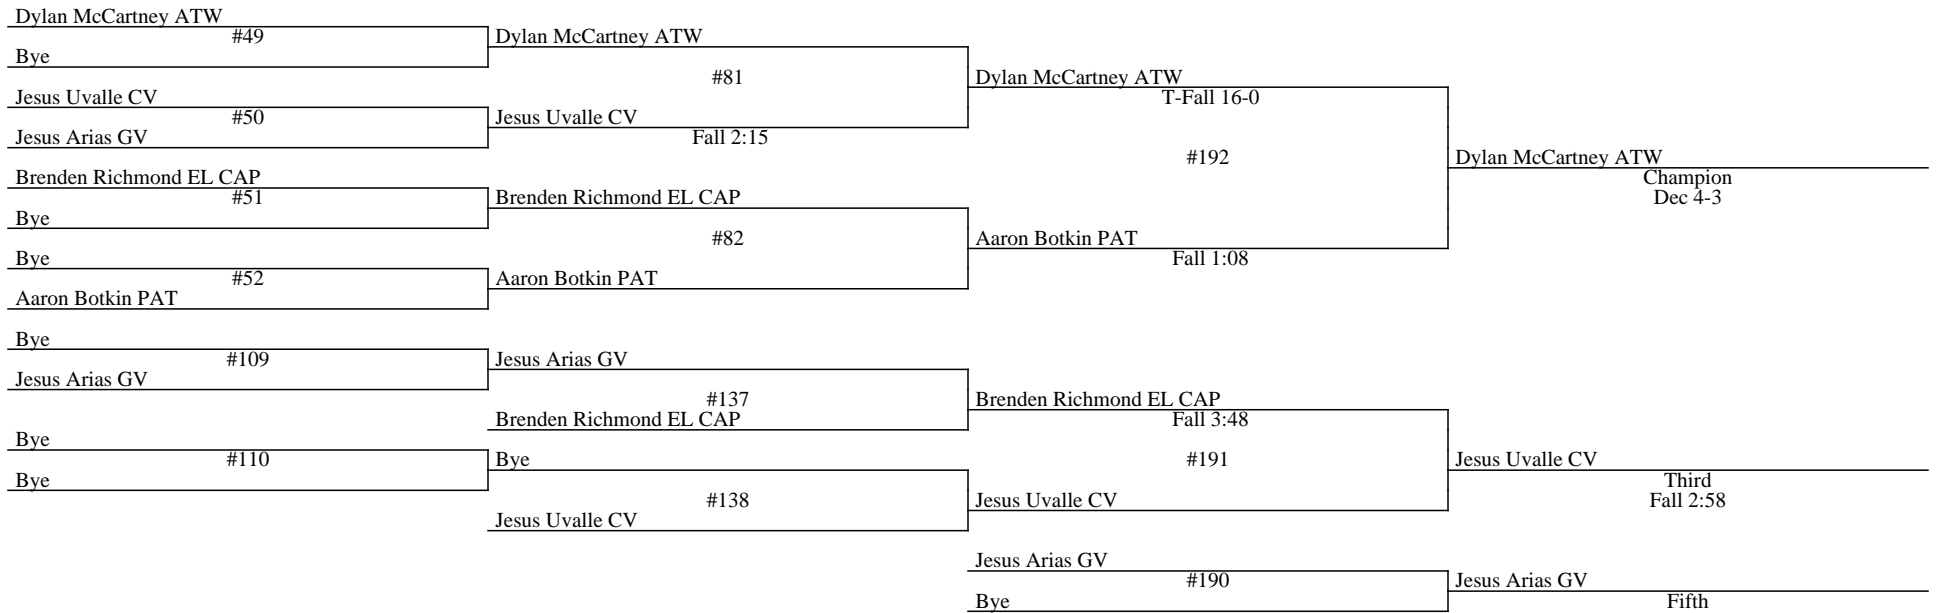 Dylan McCartney ATW
#49
Bye
Dylan McCartney ATW
#81
Jesus Uvalle CV
#50
Jesus Arias GV
Jesus Uvalle CV
Fall 2:15
Dylan McCartney ATW
T-Fall 16-0
#192
Brenden Richmond EL CAP
#51
Bye
Brenden Richmond EL CAP
#82
Bye
#52
Aaron Botkin PAT
Aaron Botkin PAT
Aaron Botkin PAT
Fall 1:08
Dylan McCartney ATW
Champion
Dec 4-3
Bye
#109
Jesus Arias GV
Jesus Arias GV
#137
Brenden Richmond EL CAP
Brenden Richmond EL CAP
Fall 3:48
#191
Bye
#110
Bye
Bye
#138
Jesus Uvalle CV
Jesus Uvalle CV
Jesus Uvalle CV
Third
Fall 2:58
Jesus Arias GV
#190
Bye
Jesus Arias GV
Fifth